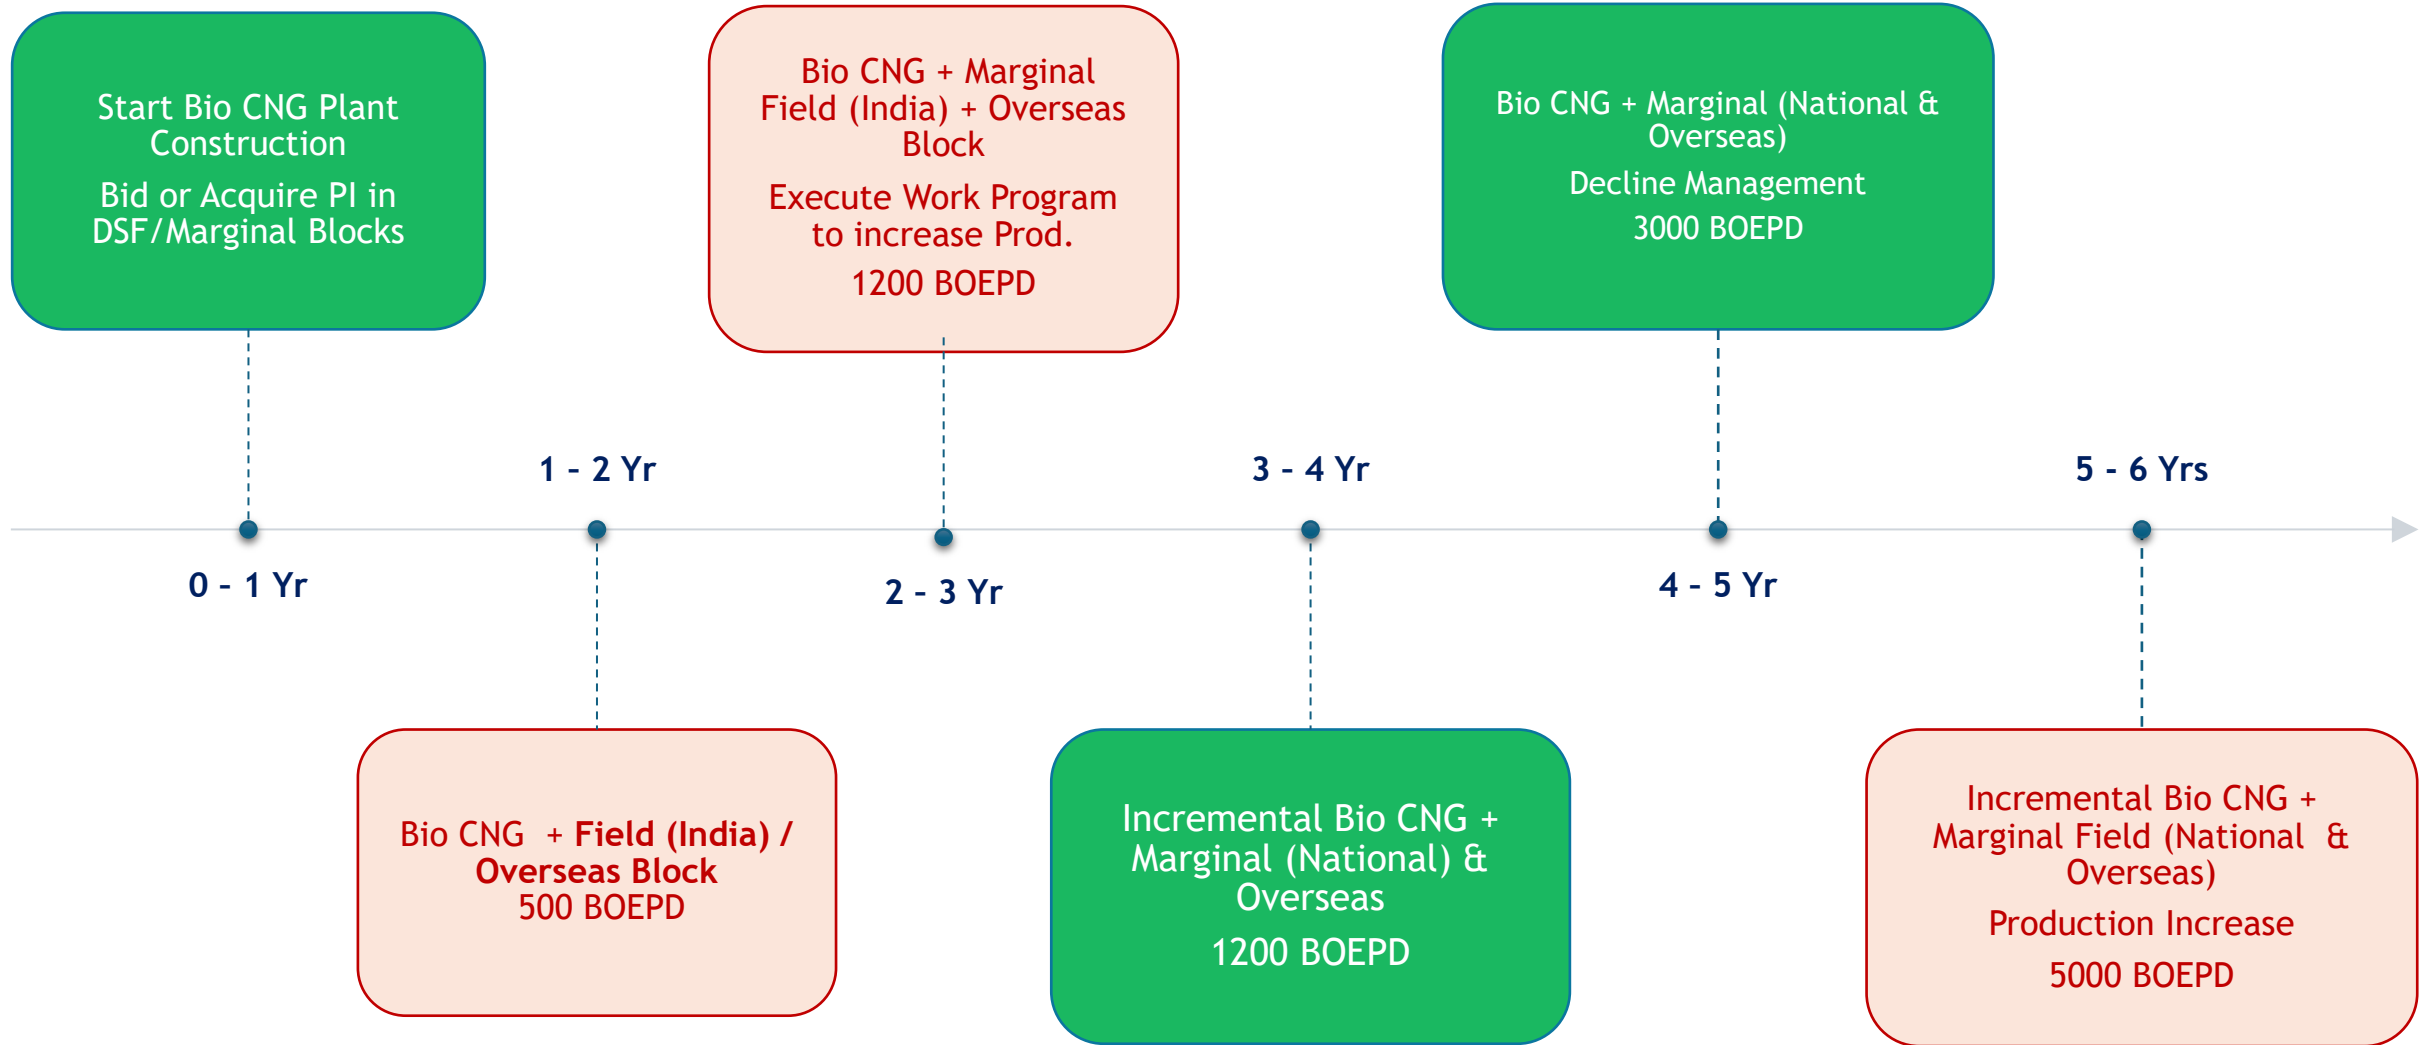 Start Bio CNG Plant
Construction
Bid or Acquire PI in
DSF/Marginal Blocks
Bio CNG + Marginal
Field (India) + Overseas
Block
Execute Work Program
to increase Prod.
1200 BOEPD
Bio CNG + Marginal (National &
Overseas)
Decline Management
3000 BOEPD
1 – 2 Yr
3 – 4 Yr
5 - 6 Yrs
0 – 1 Yr
2 – 3 Yr
4 – 5 Yr
Bio CNG + Field (India) /
Overseas Block
500 BOEPD
Incremental Bio CNG +
Marginal (National) &
Overseas
1200 BOEPD
Incremental Bio CNG +
Marginal Field (National &
Overseas)
Production Increase
5000 BOEPD